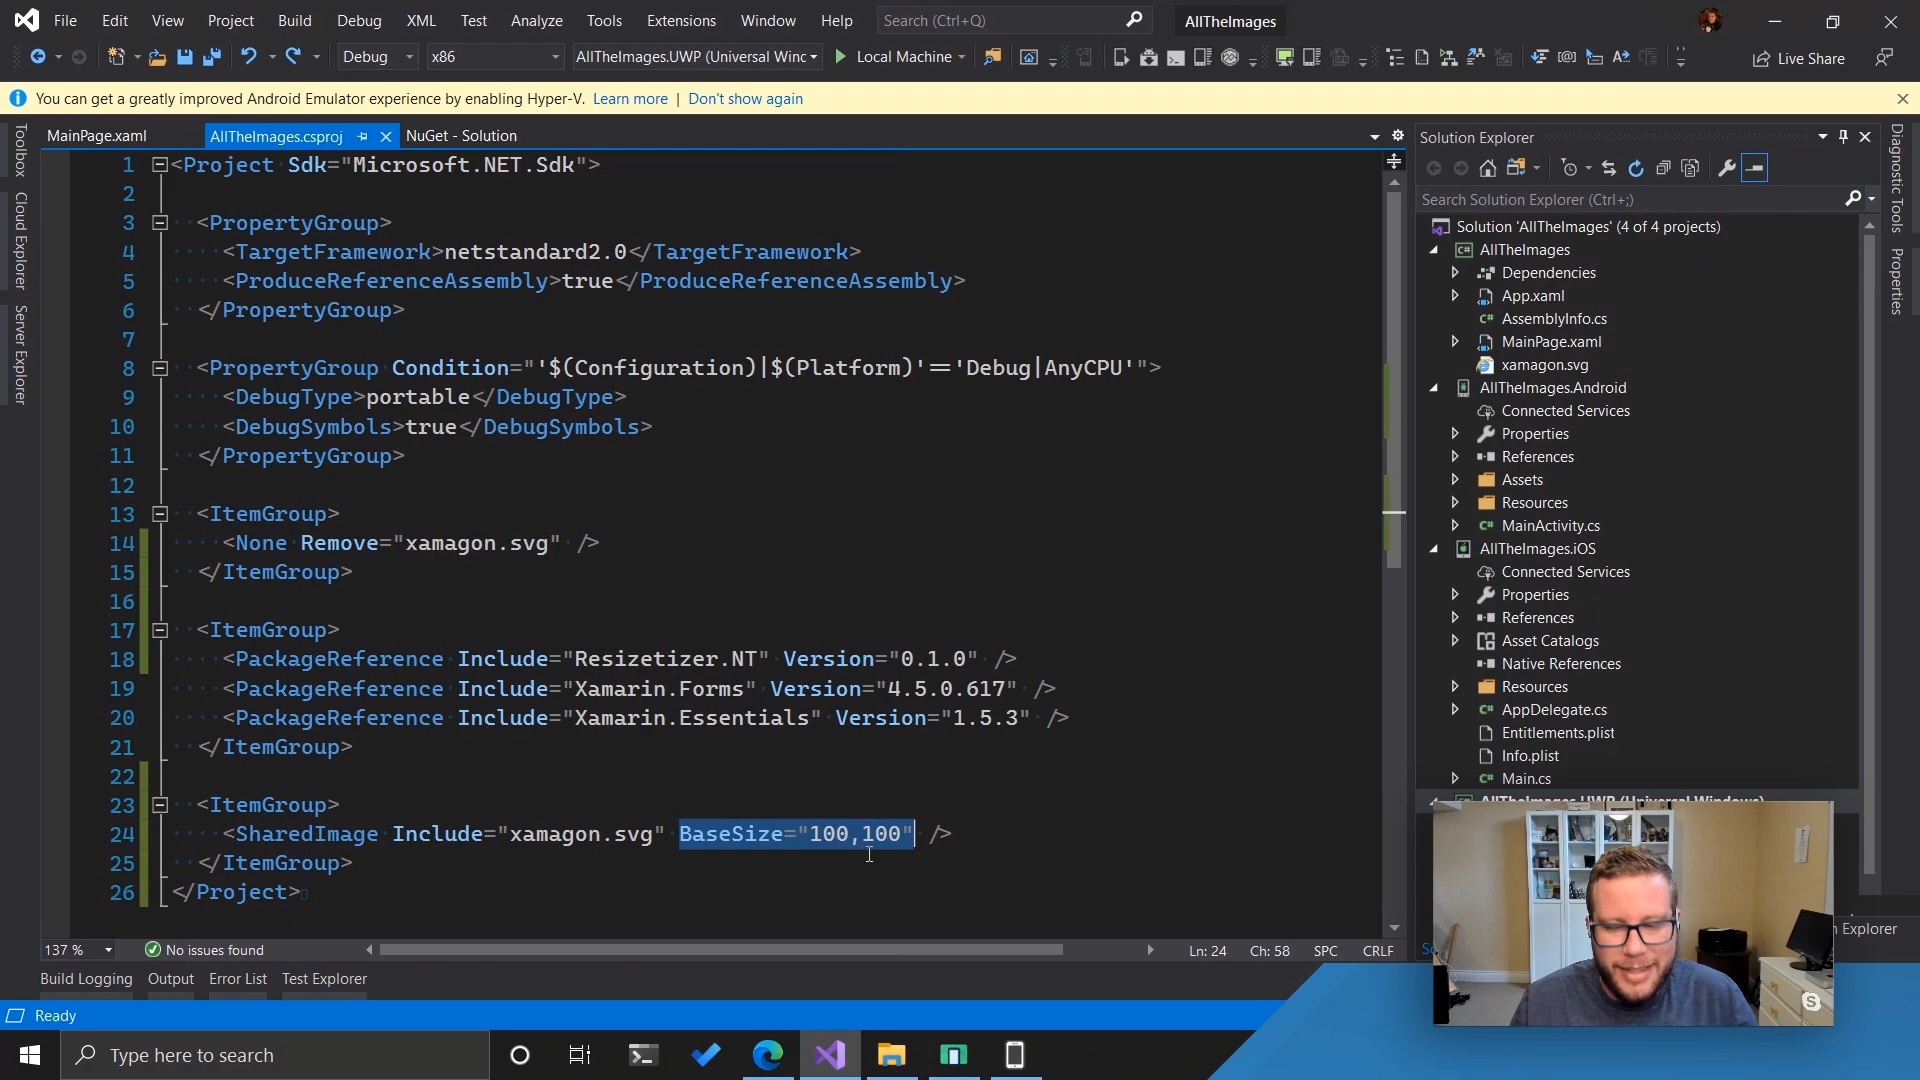 File Edit View Project Build Debug XML Test Analyze Tools Extensions Window Help Search (Ctrl+Q) AllTheImages
Debug x86 AllTheImages.UWP (Universal Winc Local Machine Live Share
You can get a greatly improved Android Emulator experience by enabling Hyper-V. Learn more | Don't show again
MainPage.xaml AllTheImages.csproj NuGet - Solution
Toolbox
Cloud Explorer
Server Explorer
1 <Project Sdk="Microsoft.NET.Sdk">
2
3 <PropertyGroup>
4 <TargetFramework>netstandard2.0</TargetFramework>
5 <ProduceReferenceAssembly>true</ProduceReferenceAssembly>
6 </PropertyGroup>
7
8 <PropertyGroup Condition="'$(Configuration)|$(Platform)'=='Debug|AnyCPU'">
9 <DebugType>portable</DebugType>
10 <DebugSymbols>true</DebugSymbols>
11 </PropertyGroup>
12
13 <ItemGroup>
14 <None Remove="xamagon.svg" />
15 </ItemGroup>
16
17 <ItemGroup>
18 <PackageReference Include="Resizetizer.NT" Version="0.1.0" />
19 <PackageReference Include="Xamarin.Forms" Version="4.5.0.617" />
20 <PackageReference Include="Xamarin.Essentials" Version="1.5.3" />
21 </ItemGroup>
22
23 <ItemGroup>
24 <SharedImage Include="xamagon.svg" BaseSize="100,100" />
25 </ItemGroup>
26 </Project>
137 % No issues found Ln: 24 Ch: 58 SPC CRLF
Build Logging Output Error List Test Explorer
Ready
Type here to search
Solution Explorer
Search Solution Explorer (Ctrl+;)
Solution 'AllTheImages' (4 of 4 projects)
AllTheImages
Dependencies
App.xaml
AssemblyInfo.cs
MainPage.xaml
xamagon.svg
AllTheImages.Android
Connected Services
Properties
References
Assets
Resources
MainActivity.cs
AllTheImages.iOS
Connected Services
Properties
References
Asset Catalogs
Native References
Resources
AppDelegate.cs
Entitlements.plist
Info.plist
Main.cs
AllTheImages.UWP (Universal Windows)
Explorer
Diagnostic Tools
Properties